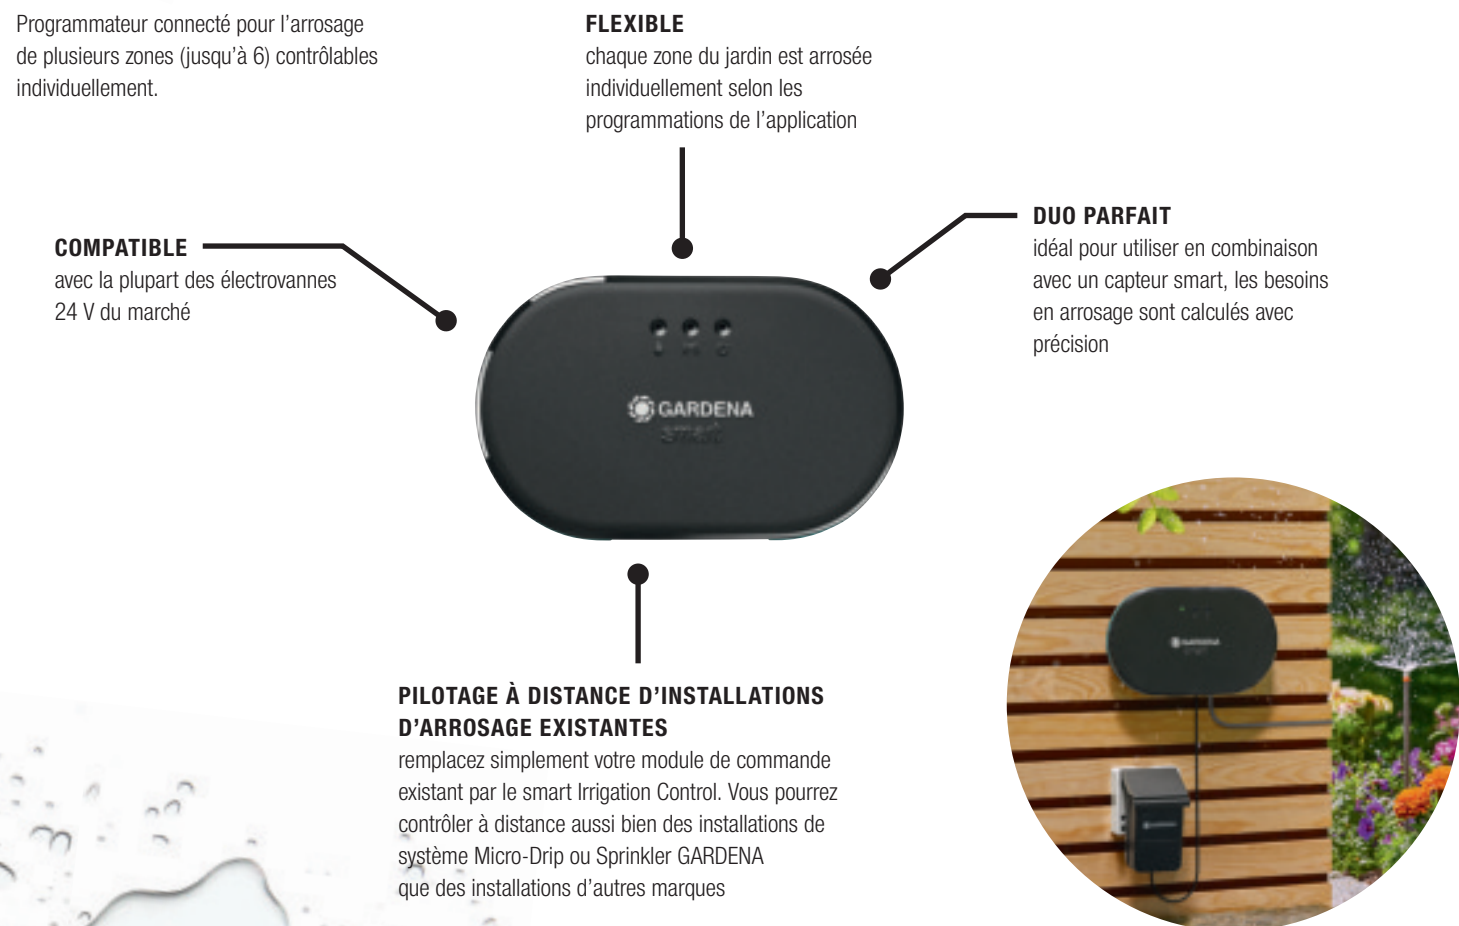 Programmateur connecté pour l’arrosage
de plusieurs zones (jusqu’à 6) contrôlables
individuellement.
FLEXIBLE
chaque zone du jardin est arrosée
individuellement selon les
programmations de l’application
COMPATIBLE
avec la plupart des électrovannes
24 V du marché
DUO PARFAIT
idéal pour utiliser en combinaison
avec un capteur smart, les besoins
en arrosage sont calculés avec
précision
GARDENA
smart
PILOTAGE À DISTANCE D’INSTALLATIONS
D’ARROSAGE EXISTANTES
remplacez simplement votre module de commande
existant par le smart Irrigation Control. Vous pourrez
contrôler à distance aussi bien des installations de
système Micro-Drip ou Sprinkler GARDENA
que des installations d’autres marques
GARDENA